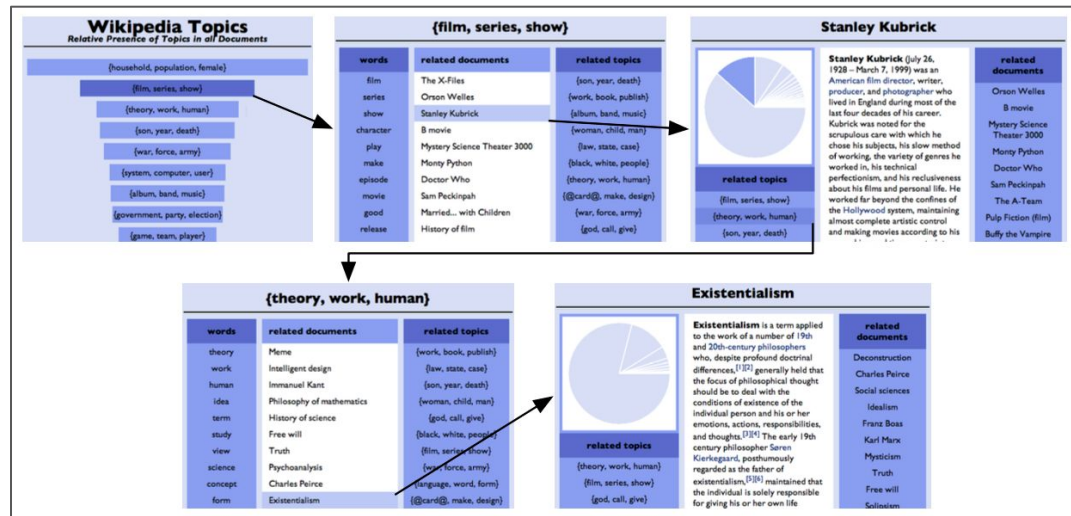 Wikipedia Topics
Relative Presence of Topics in all Documents
{household, population, female}
{film, series, show}
{theory, work, human}
{son, year, death}
{war, force, army}
{system, computer, user}
{album, band, music}
{government, party, election}
{game, team, player}
{film, series, show}
words
film
series
show
character
play
make
episode
movie
good
release
related documents
The X-Files
Orson Welles
Stanley Kubrick
B movie
Mystery Science Theater 3000
Monty Python
Doctor Who
Sam Peckinpah
Married... with Children
History of film
related topics
{son, year, death}
{work, book, publish}
{album, band, music}
{woman, child, man}
{law, state, case}
{black, white, people}
{theory, work, human}
{@card@, make, design}
{war, force, army}
{god, call, give}
Stanley Kubrick
related topics
{film, series, show}
{theory, work, human}
{son, year, death}
Stanley Kubrick (July 26,
1928 – March 7, 1999) was an
American film director, writer,
producer, and photographer who
lived in England during most of the
last four decades of his career.
Kubrick was noted for the
scrupulous care with which he
chose his subjects, his slow method
of working, the variety of genres he
worked in, his technical
perfectionism, and his reclusiveness
about his films and personal life. He
worked far beyond the confines of
the Hollywood system, maintaining
almost complete artistic control
and making movies according to his
related
documents
Orson Welles
B movie
Mystery Science
Theater 3000
Monty Python
Doctor Who
Sam Peckinpah
The A-Team
Pulp Fiction (film)
Buffy the Vampire
{theory, work, human}
words
theory
work
human
idea
term
study
view
science
concept
form
related documents
Meme
Intelligent design
Immanuel Kant
Philosophy of mathematics
History of science
Free will
Truth
Psychoanalysis
Charles Peirce
Existentialism
related topics
{work, book, publish}
{law, state, case}
{son, year, death}
{woman, child, man}
{god, call, give}
{black, white, people}
{film, series, show}
{war, force, army}
{language, word, form}
{@card@, make, design}
Existentialism
related topics
{theory, work, human}
{film, series, show}
{god, call, give}
Existentialism is a term applied
to the work of a number of 19th
and 20th-century philosophers
who, despite profound doctrinal
differences,[1][2] generally held that
the focus of philosophical thought
should be to deal with the
conditions of existence of the
individual person and his or her
emotions, actions, responsibilities,
and thoughts.[3][4] The early 19th
century philosopher Søren
Kierkegaard, posthumously
regarded as the father of
existentialism,[5][6] maintained that
the individual is solely responsible
for giving his or her own life
related
documents
Deconstruction
Charles Peirce
Social sciences
Idealism
Franz Boas
Karl Marx
Mysticism
Truth
Free will
Solipsism